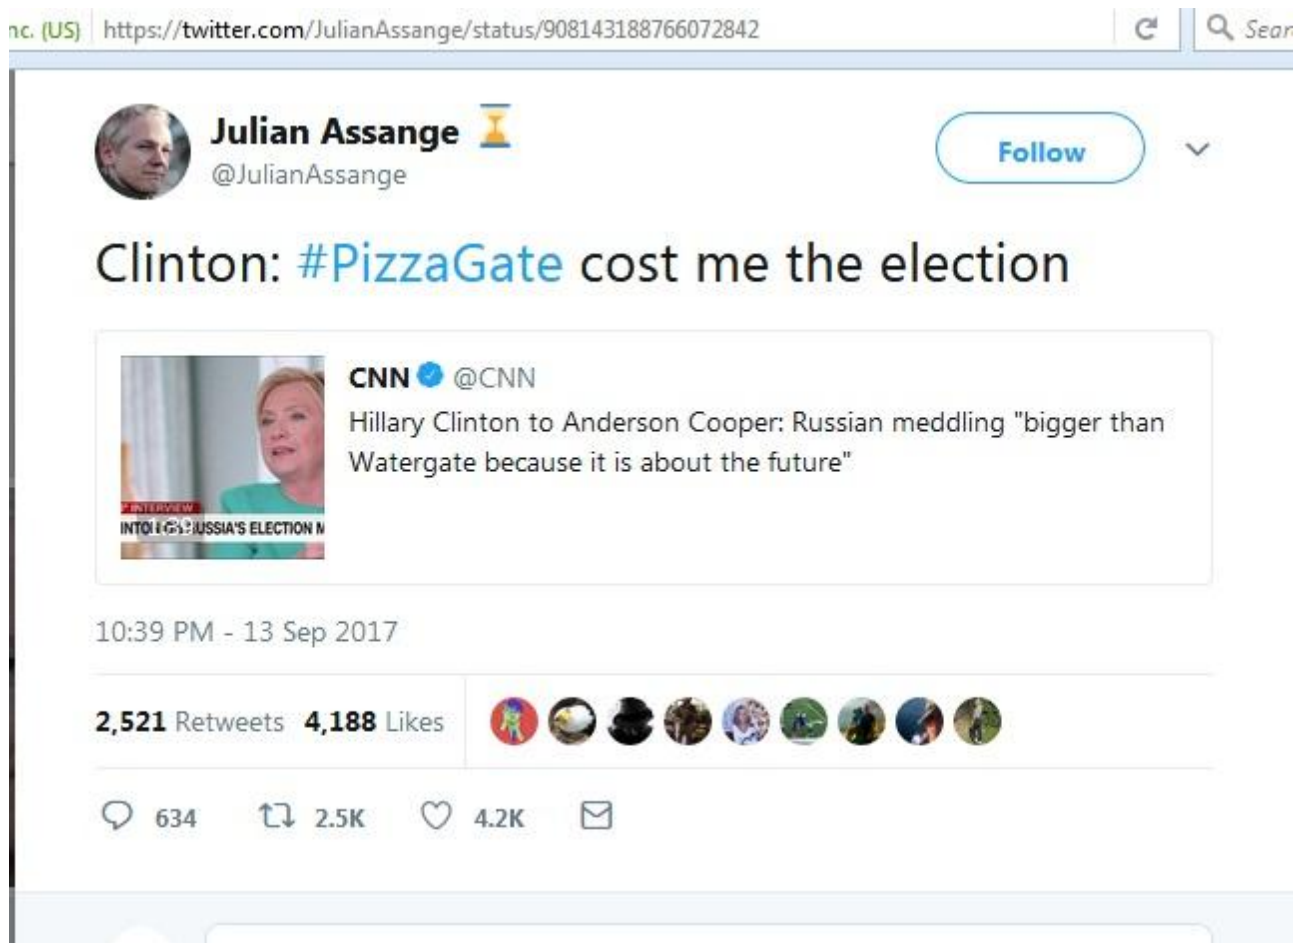 nc. (US) https://twitter.com/JulianAssange/status/908143188766072842
Julian Assange
@JulianAssange
Follow
Clinton: #PizzaGate cost me the election
CNN @CNN
Hillary Clinton to Anderson Cooper: Russian meddling "bigger than
Watergate because it is about the future"
INTERVIEW
RUSSIA'S ELECTION M
10:39 PM - 13 Sep 2017
2,521 Retweets 4,188 Likes
634 2.5K 4.2K